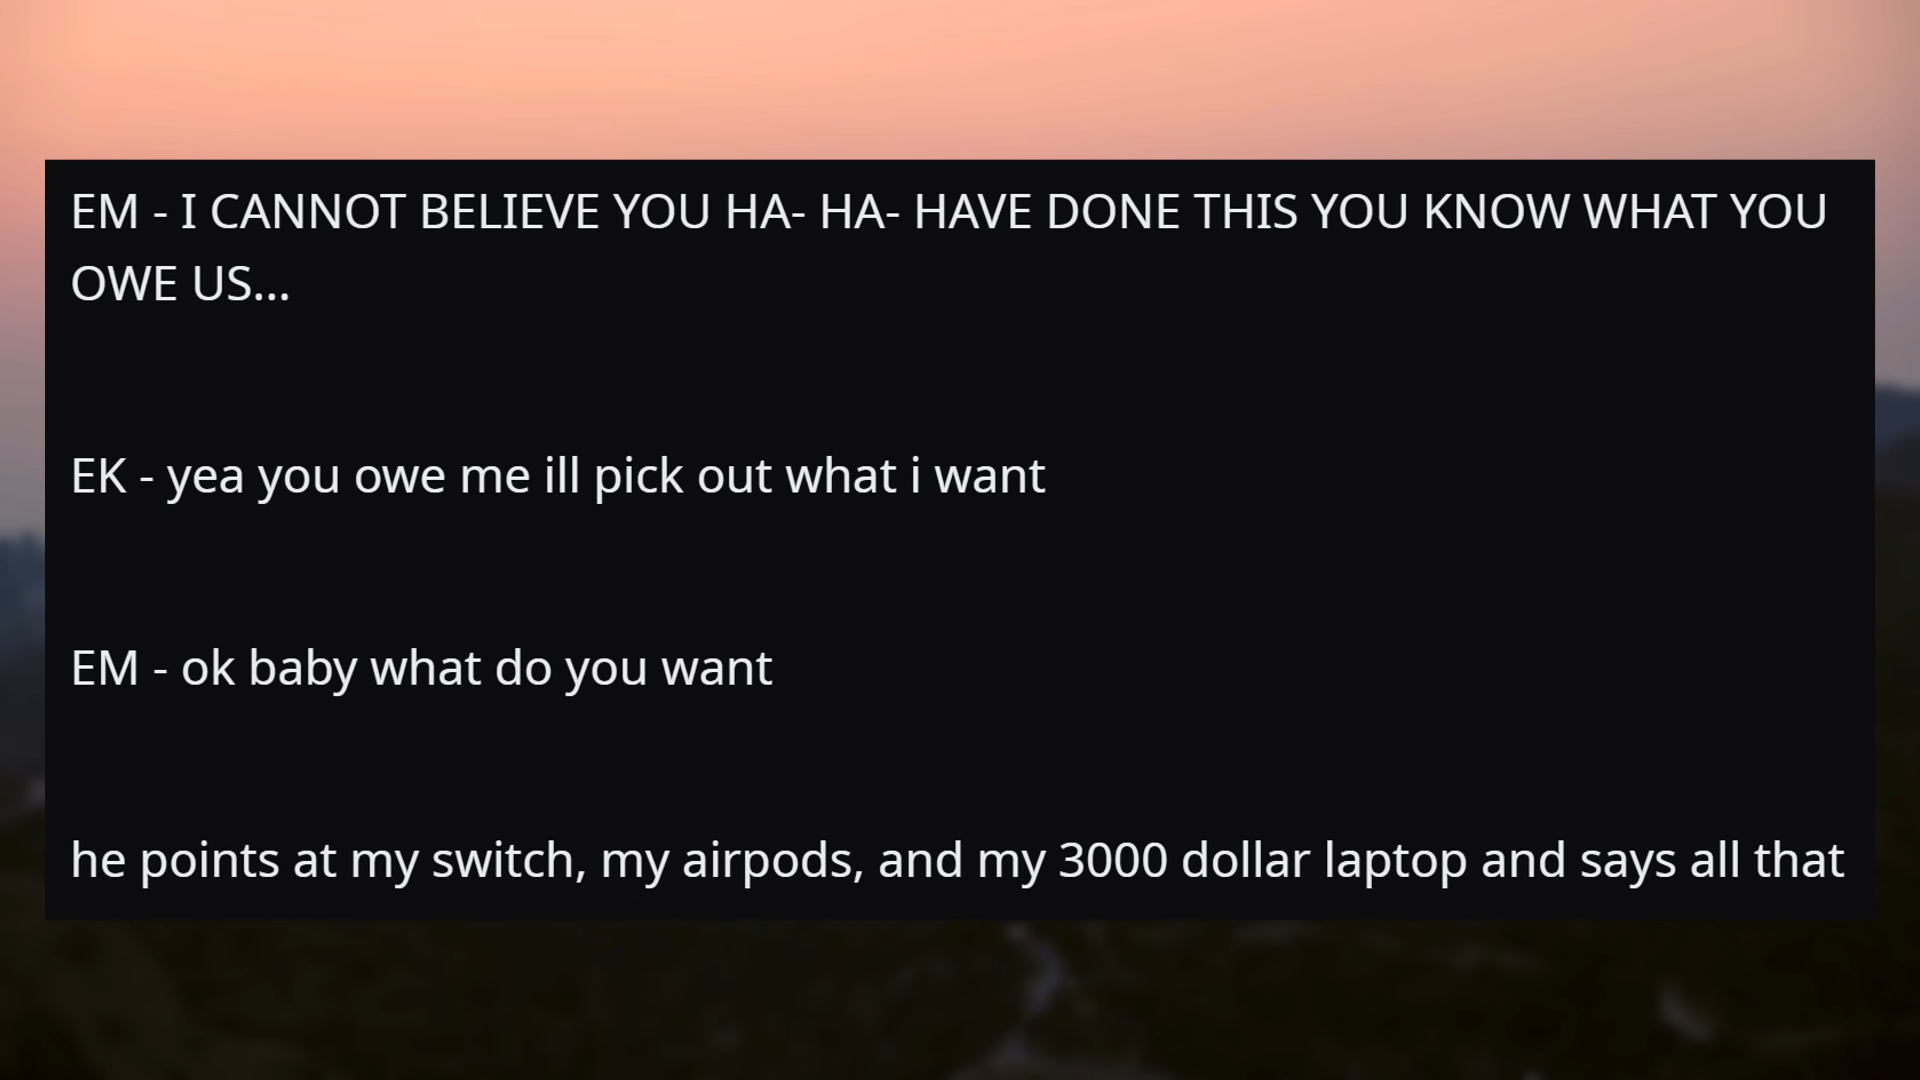 EM - I CANNOT BELIEVE YOU HA- HA- HAVE DONE THIS YOU KNOW WHAT YOU
OWE US...
EK - yea you owe me ill pick out what i want
EM - ok baby what do you want
he points at my switch, my airpods, and my 3000 dollar laptop and says all that